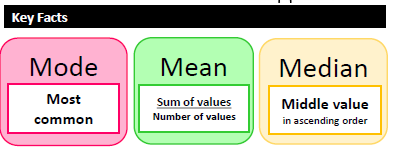 Key Facts
Mode
Most
common
Mean
Sum of values
Number of values
Median
Middle value
in ascending order